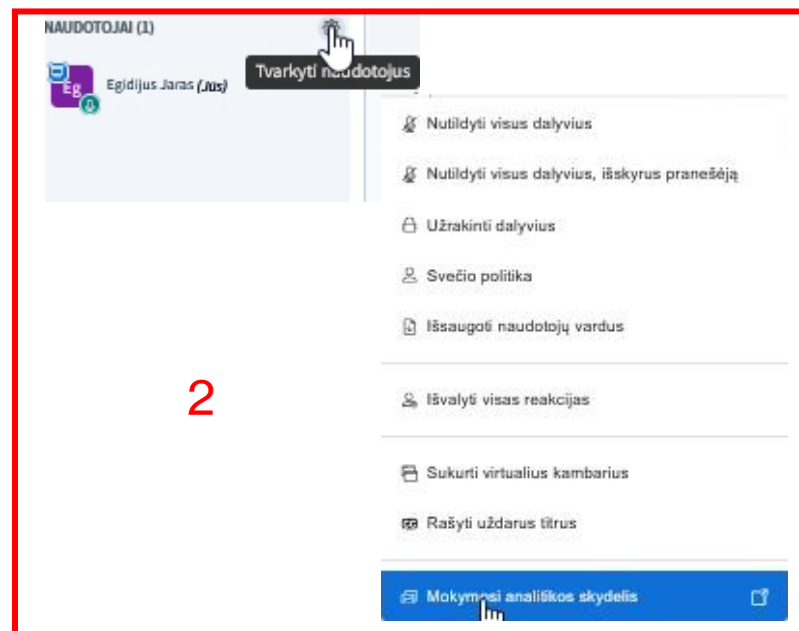 NAUDOTOJAI (1)
Tvarkyti naudotojus
Eg
Egidijus Jaras (Jūs)
Nutildyti visus dalyvius
Nutildyti visus dalyvius, išskyrus pranešėją
Užrakinti dalyvius
Svečio politika
Išsaugoti naudotojų vardus
2
Išvalyti visas reakcijas
Sukurti virtualius kambarius
Rašyti uždarus titrus
Mokymosi analitikos skydelis